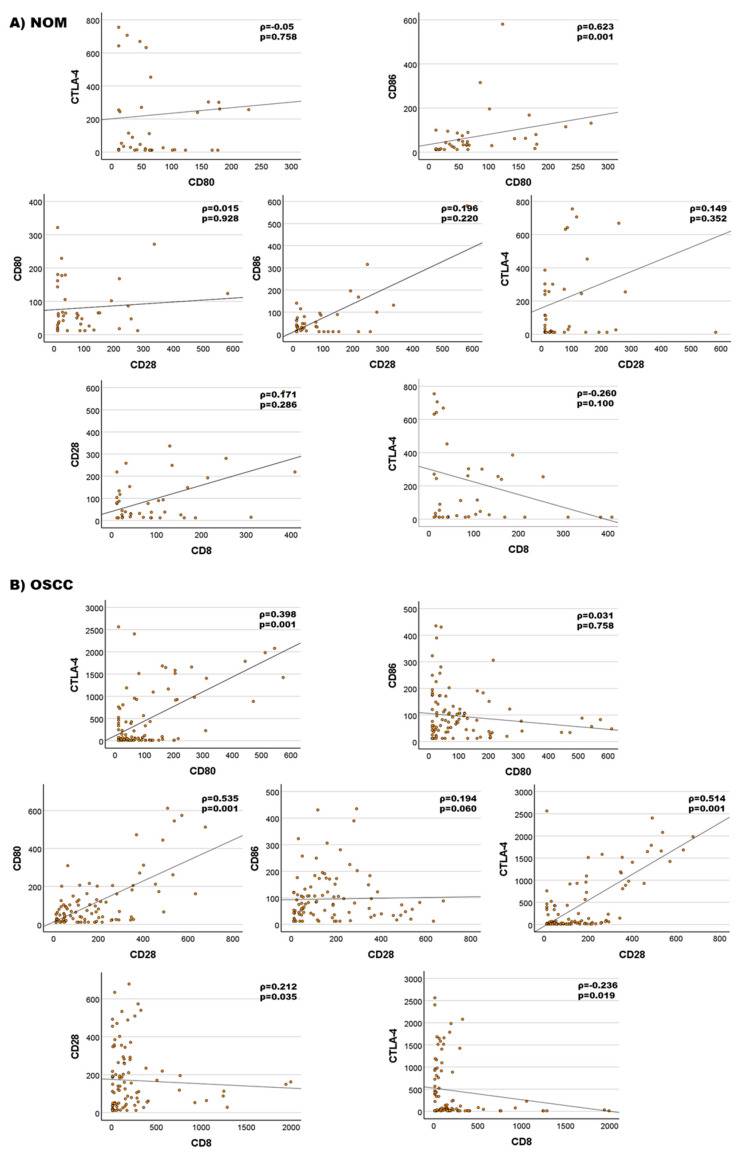 A) NOM
ρ=-0.05
p=0.758
CTLA-4
800
600
400
200
0
0 50 100 150 200 250 300
CD80
ρ=0.623
p=0.001
CD86
600
400
200
0
0 50 100 150 200 250 300
CD80
ρ=0.015
p=0.928
CD80
400
300
200
100
0
0 100 200 300 400 500 600
CD28
ρ=0.196
p=0.220
CD86
600
500
400
300
200
100
0
0 100 200 300 400 500 600
CD28
ρ=0.149
p=0.352
CTLA-4
800
600
400
200
0
0 100 200 300 400 500 600
CD28
ρ=0.171
p=0.286
CD28
600
500
400
300
200
100
0
0 100 200 300 400
CD8
ρ=-0.260
p=0.100
CTLA-4
800
600
400
200
0
0 100 200 300 400
CD8
B) OSCC
ρ=0.398
p=0.001
CTLA-4
3000
2500
2000
1500
1000
500
0
0 100 200 300 400 500 600
CD80
ρ=0.031
p=0.758
CD86
500
400
300
200
100
0
0 100 200 300 400 500 600
CD80
ρ=0.535
p=0.001
CD80
600
400
200
0
0 200 400 600 800
CD28
ρ=0.194
p=0.060
CD86
500
400
300
200
100
0
0 200 400 600 800
CD28
ρ=0.514
p=0.001
CTLA-4
3000
2500
2000
1500
1000
500
0
0 200 400 600 800
CD28
ρ=0.212
p=0.035
CD28
600
400
200
0
0 500 1000 1500 2000
CD8
ρ=-0.236
p=0.019
CTLA-4
3000
2500
2000
1500
1000
500
0
0 500 1000 1500 2000
CD8